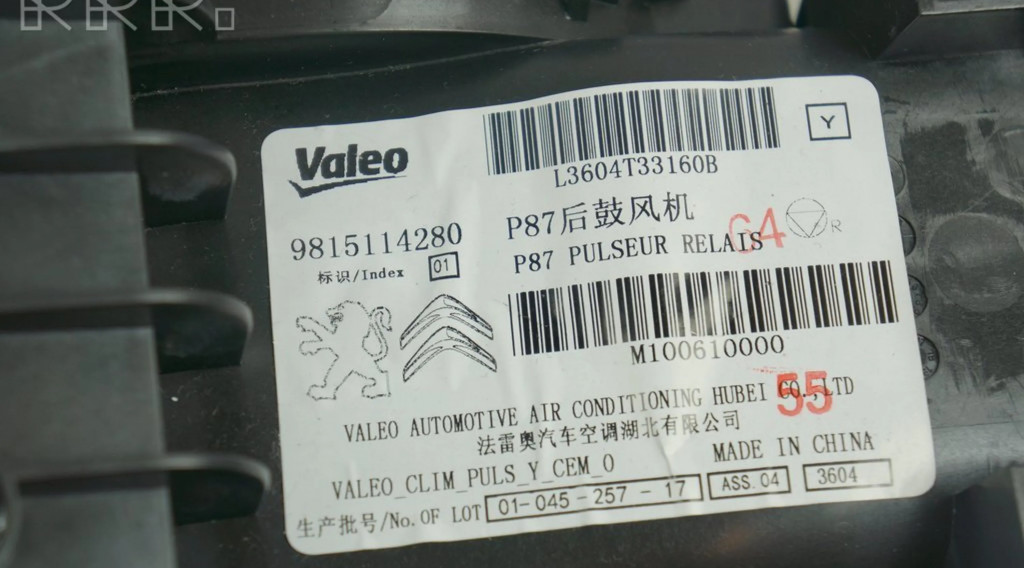 RRR.
Valeo
L3604T33160B
Y
9815114280
标识/Index 01
P87后鼓风机
P87 PULSEUR RELAIS
G4
R
M100610000
VALEO AUTOMOTIVE AIR CONDITIONING HUBEI CO.,LTD
55
法雷奥汽车空调湖北有限公司
VALEO_CLIM_PULS_Y_CEM_O
MADE IN CHINA
生产批号/No.OF LOT 01-045-257-17 ASS.04 3604